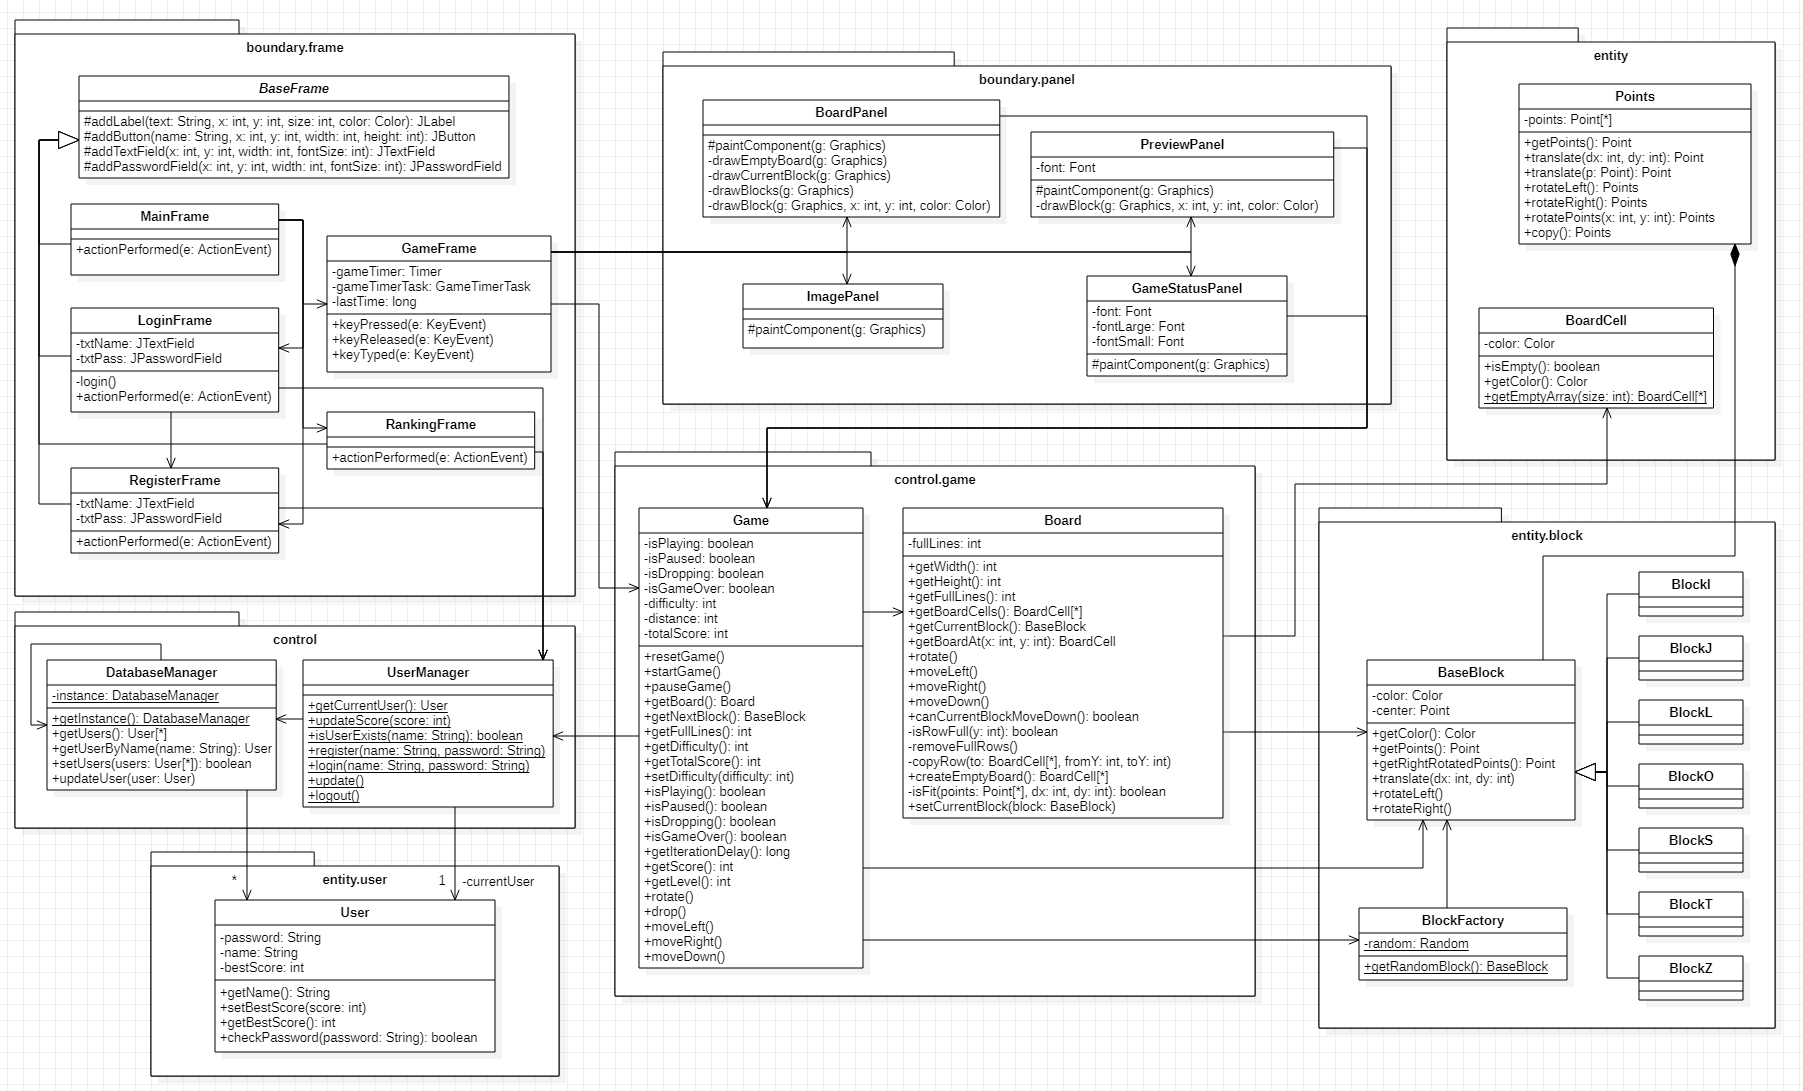 boundary.frame
BaseFrame
#addLabel(text: String, x: int, y: int, size: int, color: Color): JLabel
#addButton(name: String, x: int, y: int, width: int, height: int): JButton
#addTextField(x: int, y: int, width: int, fontSize: int): JTextField
#addPasswordField(x: int, y: int, width: int, fontSize: int): JPasswordField
MainFrame
+actionPerformed(e: ActionEvent)
GameFrame
-gameTimer: Timer
-gameTimerTask: GameTimerTask
-lastTime: long
+keyPressed(e: KeyEvent)
+keyReleased(e: KeyEvent)
+keyTyped(e: KeyEvent)
LoginFrame
-txtName: JTextField
-txtPass: JPasswordField
-login()
+actionPerformed(e: ActionEvent)
RankingFrame
+actionPerformed(e: ActionEvent)
RegisterFrame
-txtName: JTextField
-txtPass: JPasswordField
+actionPerformed(e: ActionEvent)
boundary.panel
BoardPanel
#paintComponent(g: Graphics)
-drawEmptyBoard(g: Graphics)
-drawCurrentBlock(g: Graphics)
-drawBlocks(g: Graphics)
-drawBlock(g: Graphics, x: int, y: int, color: Color)
PreviewPanel
-font: Font
#paintComponent(g: Graphics)
-drawBlock(g: Graphics, x: int, y: int, color: Color)
ImagePanel
#paintComponent(g: Graphics)
GameStatusPanel
-font: Font
-fontLarge: Font
-fontSmall: Font
#paintComponent(g: Graphics)
entity
Points
-points: Point[*]
+getPoints(): Point
+translate(dx: int, dy: int): Point
+translate(p: Point): Point
+rotateLeft(): Points
+rotateRight(): Points
+rotatePoints(x: int, y: int): Points
+copy(): Points
BoardCell
-color: Color
+isEmpty(): boolean
+getColor(): Color
+getEmptyArray(size: int): BoardCell[*]
control
DatabaseManager
-instance: DatabaseManager
+getInstance(): DatabaseManager
+getUsers(): User[*]
+getUserByName(name: String): User
+setUsers(users: User[*]): boolean
+updateUser(user: User)
UserManager
+getCurrentUser(): User
+updateScore(score: int)
+isUserExists(name: String): boolean
+register(name: String, password: String)
+login(name: String, password: String)
+update()
+logout()
*
1
-currentUser
entity.user
User
-password: String
-name: String
-bestScore: int
+getName(): String
+setBestScore(score: int)
+getBestScore(): int
+checkPassword(password: String): boolean
control.game
Game
-isPlaying: boolean
-isPaused: boolean
-isDropping: boolean
-isGameOver: boolean
-difficulty: int
-distance: int
-totalScore: int
+resetGame()
+startGame()
+pauseGame()
+getBoard(): Board
+getNextBlock(): BaseBlock
+getFullLines(): int
+getDifficulty(): int
+getTotalScore(): int
+setDifficulty(difficulty: int)
+isPlaying(): boolean
+isPaused(): boolean
+isDropping(): boolean
+isGameOver(): boolean
+getIterationDelay(): long
+getScore(): int
+getLevel(): int
+rotate()
+drop()
+moveLeft()
+moveRight()
+moveDown()
Board
-fullLines: int
+getWidth(): int
+getHeight(): int
+getFullLines(): int
+getBoardCells(): BoardCell[*]
+getCurrentBlock(): BaseBlock
+getBoardAt(x: int, y: int): BoardCell
+rotate()
+moveLeft()
+moveRight()
+moveDown()
+canCurrentBlockMoveDown(): boolean
-isRowFull(y: int): boolean
-removeFullRows()
-copyRow(to: BoardCell[*], fromY: int, toY: int)
+createEmptyBoard(): BoardCell[*]
-isFit(points: Point[*], dx: int, dy: int): boolean
+setCurrentBlock(block: BaseBlock)
entity.block
BaseBlock
-color: Color
-center: Point
+getColor(): Color
+getPoints(): Point
+getRightRotatedPoints(): Point
+translate(dx: int, dy: int)
+rotateLeft()
+rotateRight()
BlockFactory
-random: Random
+getRandomBlock(): BaseBlock
BlockI
BlockJ
BlockL
BlockO
BlockS
BlockT
BlockZ